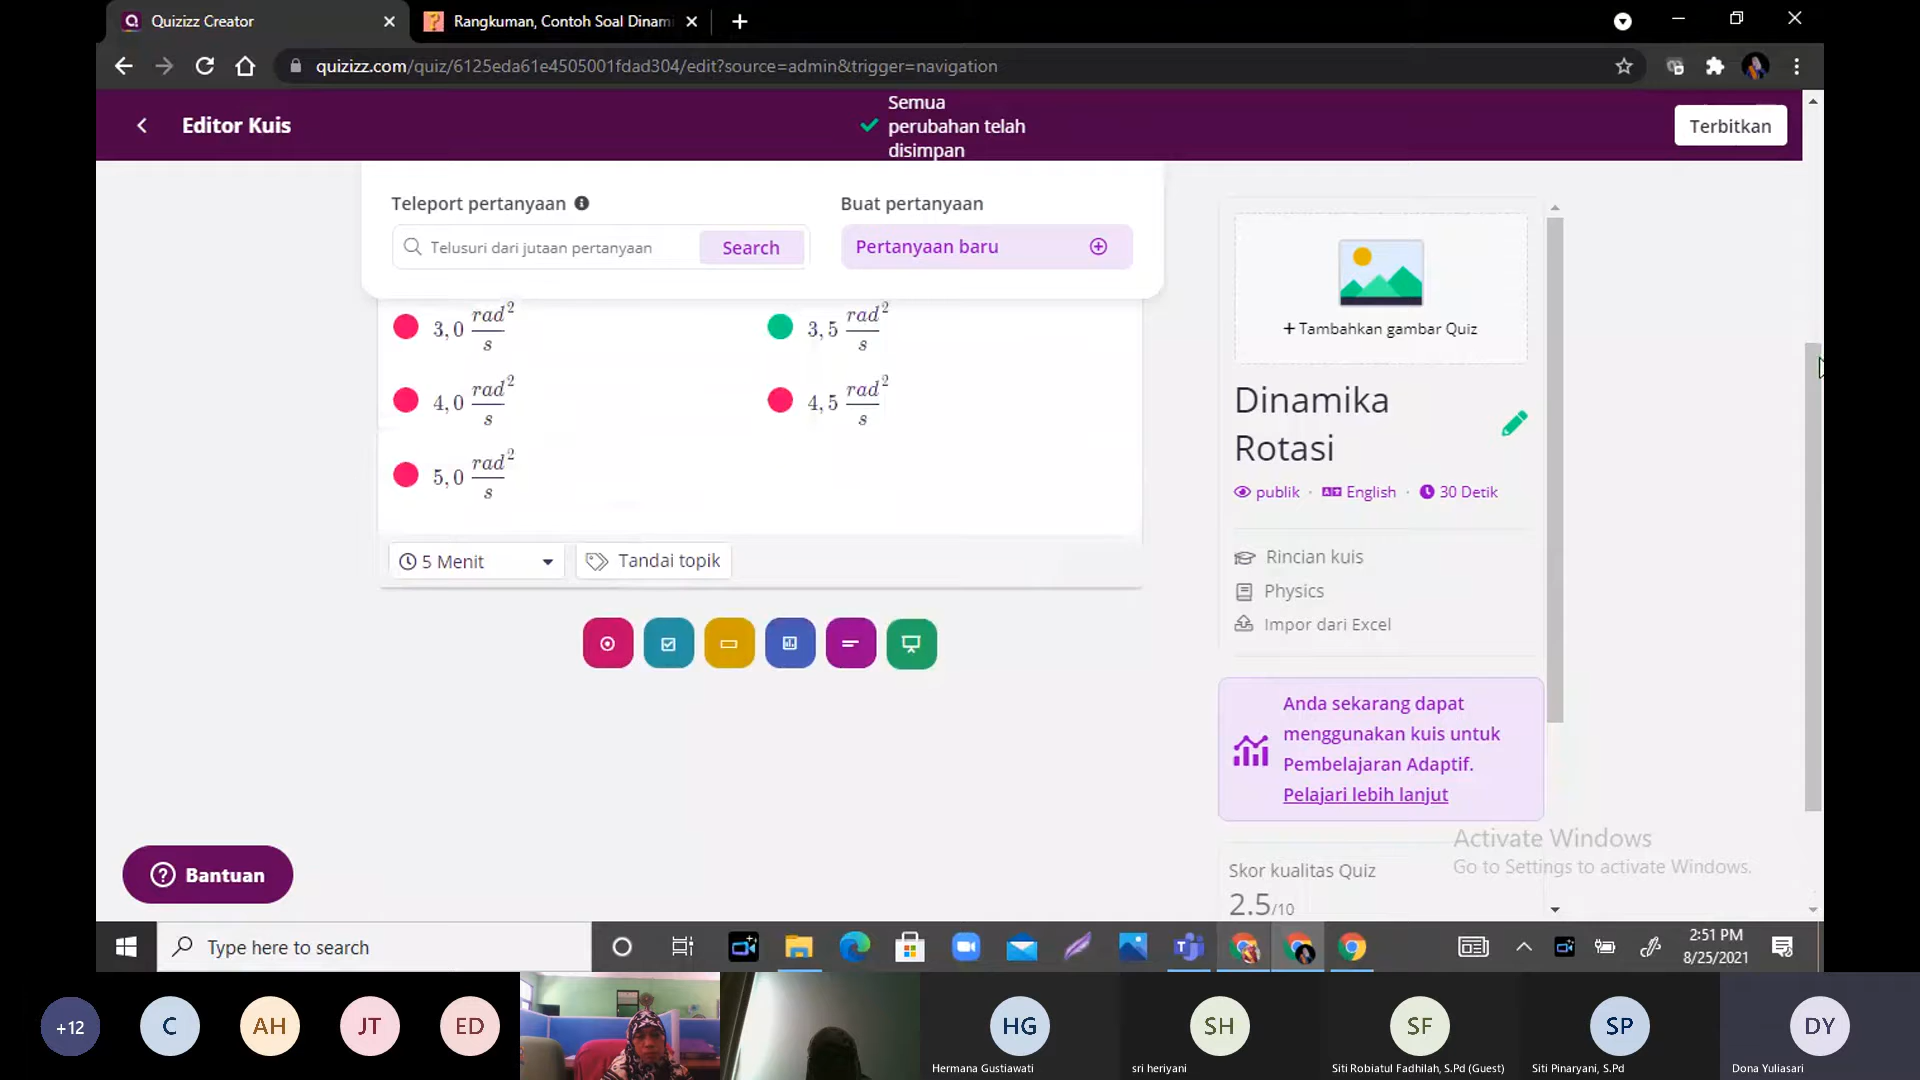 Quizizz Creator
Rangkuman, Contoh Soal Dinam
quizizz.com/quiz/6125eda61e4505001fdad304/edit?source=admin&trigger=navigation
Editor Kuis
Semua
perubahan telah
disimpan
Terbitkan
Teleport pertanyaan
Buat pertanyaan
Telusuri dari jutaan pertanyaan
Search
Pertanyaan baru
3,0 rad²/s
3,5 rad²/s
4,0 rad²/s
4,5 rad²/s
5,0 rad²/s
5 Menit
Tandai topik
+ Tambahkan gambar Quiz
Dinamika
Rotasi
publik · English · 30 Detik
Rincian kuis
Physics
Impor dari Excel
Anda sekarang dapat
menggunakan kuis untuk
Pembelajaran Adaptif.
Pelajari lebih lanjut
Activate Windows
Go to Settings to activate Windows.
Skor kualitas Quiz
2.5/10
Bantuan
Type here to search
2:51 PM
8/25/2021
+12
C
AH
JT
ED
HG
SH
SF
SP
DY
Hermana Gustiawati
sri heriyani
Siti Robiatul Fadhilah, S.Pd (Guest)
Siti Pinaryani, S.Pd
Dona Yuliasari